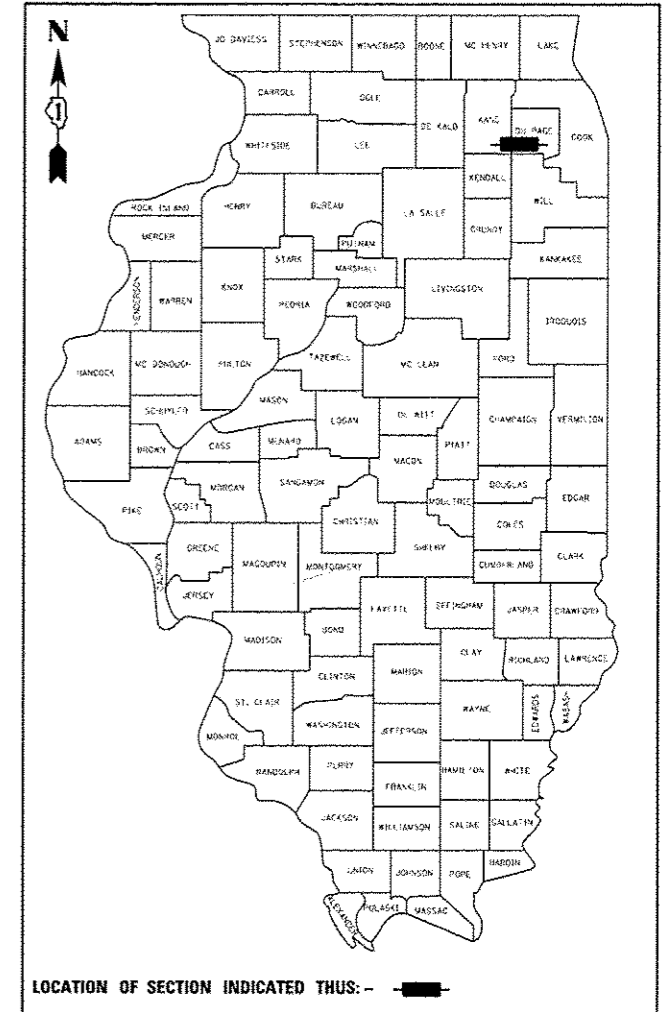 N
JO DAVIESS STEPHENSON WINNEBAGO BOONE MC HENRY LAKE
CARROLL OGLE DE KALB KANE DU PAGE COOK
WHITESIDE LEE
KENDALL WILL
ROCK ISLAND HENRY BUREAU LA SALLE GRUNDY
MERCER PUTNAM KANKAKEE
STARK MARSHALL
HENDERSON WARREN KNOX PEORIA WOODFORD LIVINGSTON IROQUOIS
FORD
HANCOCK MC DONOUGH FULTON TAZEWELL MC LEAN
MASON DE WITT CHAMPAIGN VERMILION
SCHUYLER LOGAN
ADAMS BROWN CASS MENARD PIATT
MACON
MORGAN SANGAMON DOUGLAS
PIKE SCOTT MOULTRIE EDGAR
CHRISTIAN COLES
GREENE MACOUPIN SHELBY CLARK
CALHOUN MONTGOMERY CUMBERLAND
JERSEY FAYETTE EFFINGHAM JASPER CRAWFORD
MADISON BOND
CLAY RICHLAND LAWRENCE
CLINTON MARION
ST. CLAIR WAYNE EDWARDS WABASH
WASHINGTON JEFFERSON
MONROE
RANDOLPH PERRY HAMILTON WHITE
FRANKLIN
JACKSON WILLIAMSON SALINE GALLATIN
UNION JOHNSON POPE HARDIN
ALEXANDER PULASKI MASSAC
LOCATION OF SECTION INDICATED THUS: -